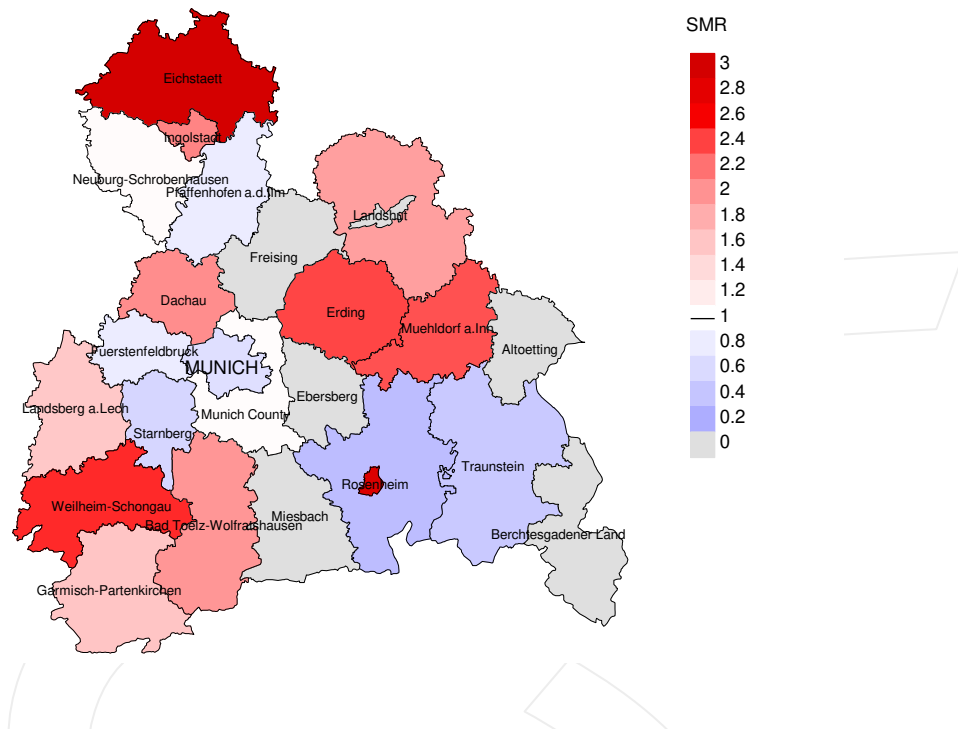 SMR
3
2.8
2.6
2.4
2.2
2
1.8
1.6
1.4
1.2
1
0.8
0.6
0.4
0.2
0
Eichstaett
Ingolstadt
Neuburg-Schrobenhausen
Pfaffenhofen a.d.Ilm
Landshut
Freising
Dachau
Erding
Muehldorf a.Inn
Altoetting
Fuerstenfeldbruck
MUNICH
Ebersberg
Landsberg a.Lech
Munich County
Starnberg
Traunstein
Rosenheim
Weilheim-Schongau
Miesbach
Bad Toelz-Wolfratshausen
Berchtesgadener Land
Garmisch-Partenkirchen